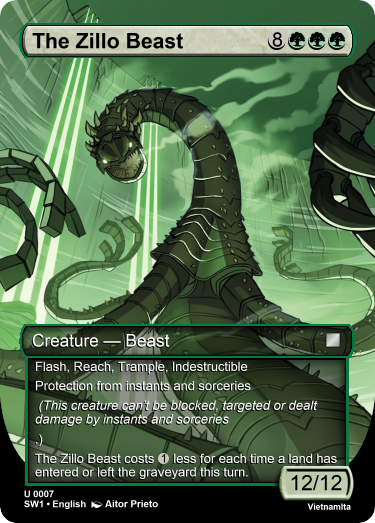 The Zillo Beast 8
Creature — Beast
Flash, Reach, Trample, Indestructible
Protection from instants and sorceries
(This creature can't be blocked, targeted or dealt
damage by instants and sorceries
.)
The Zillo Beast costs 1 less for each time a land has
entered or left the graveyard this turn.
12/12
U 0007
SW1 • English Aitor Prieto
Vietnamita